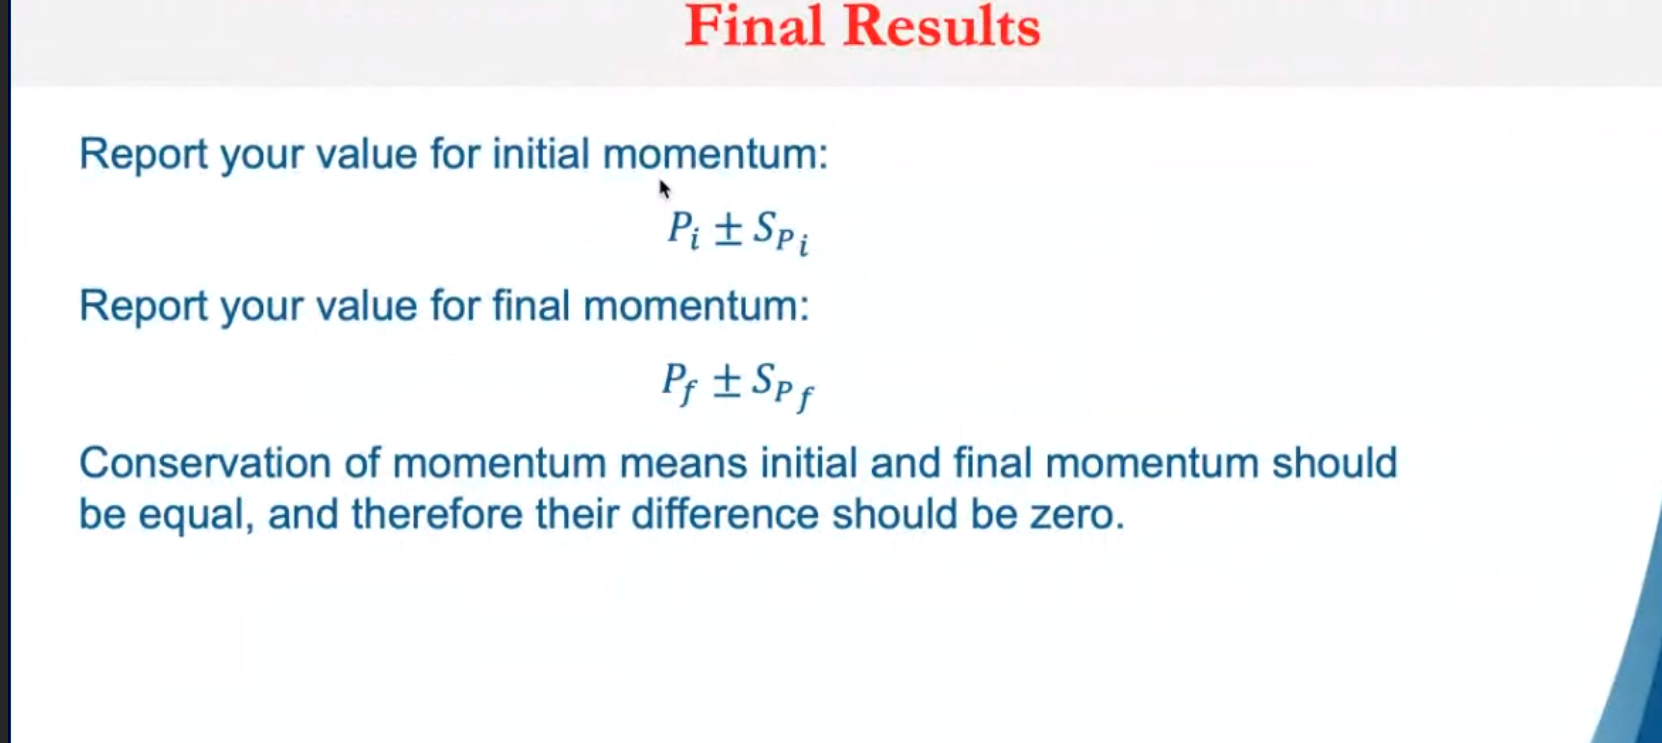 Final Results
Report your value for initial momentum:
P_i ± S_{P_i}
Report your value for final momentum:
P_f ± S_{P_f}
Conservation of momentum means initial and final momentum should
be equal, and therefore their difference should be zero.